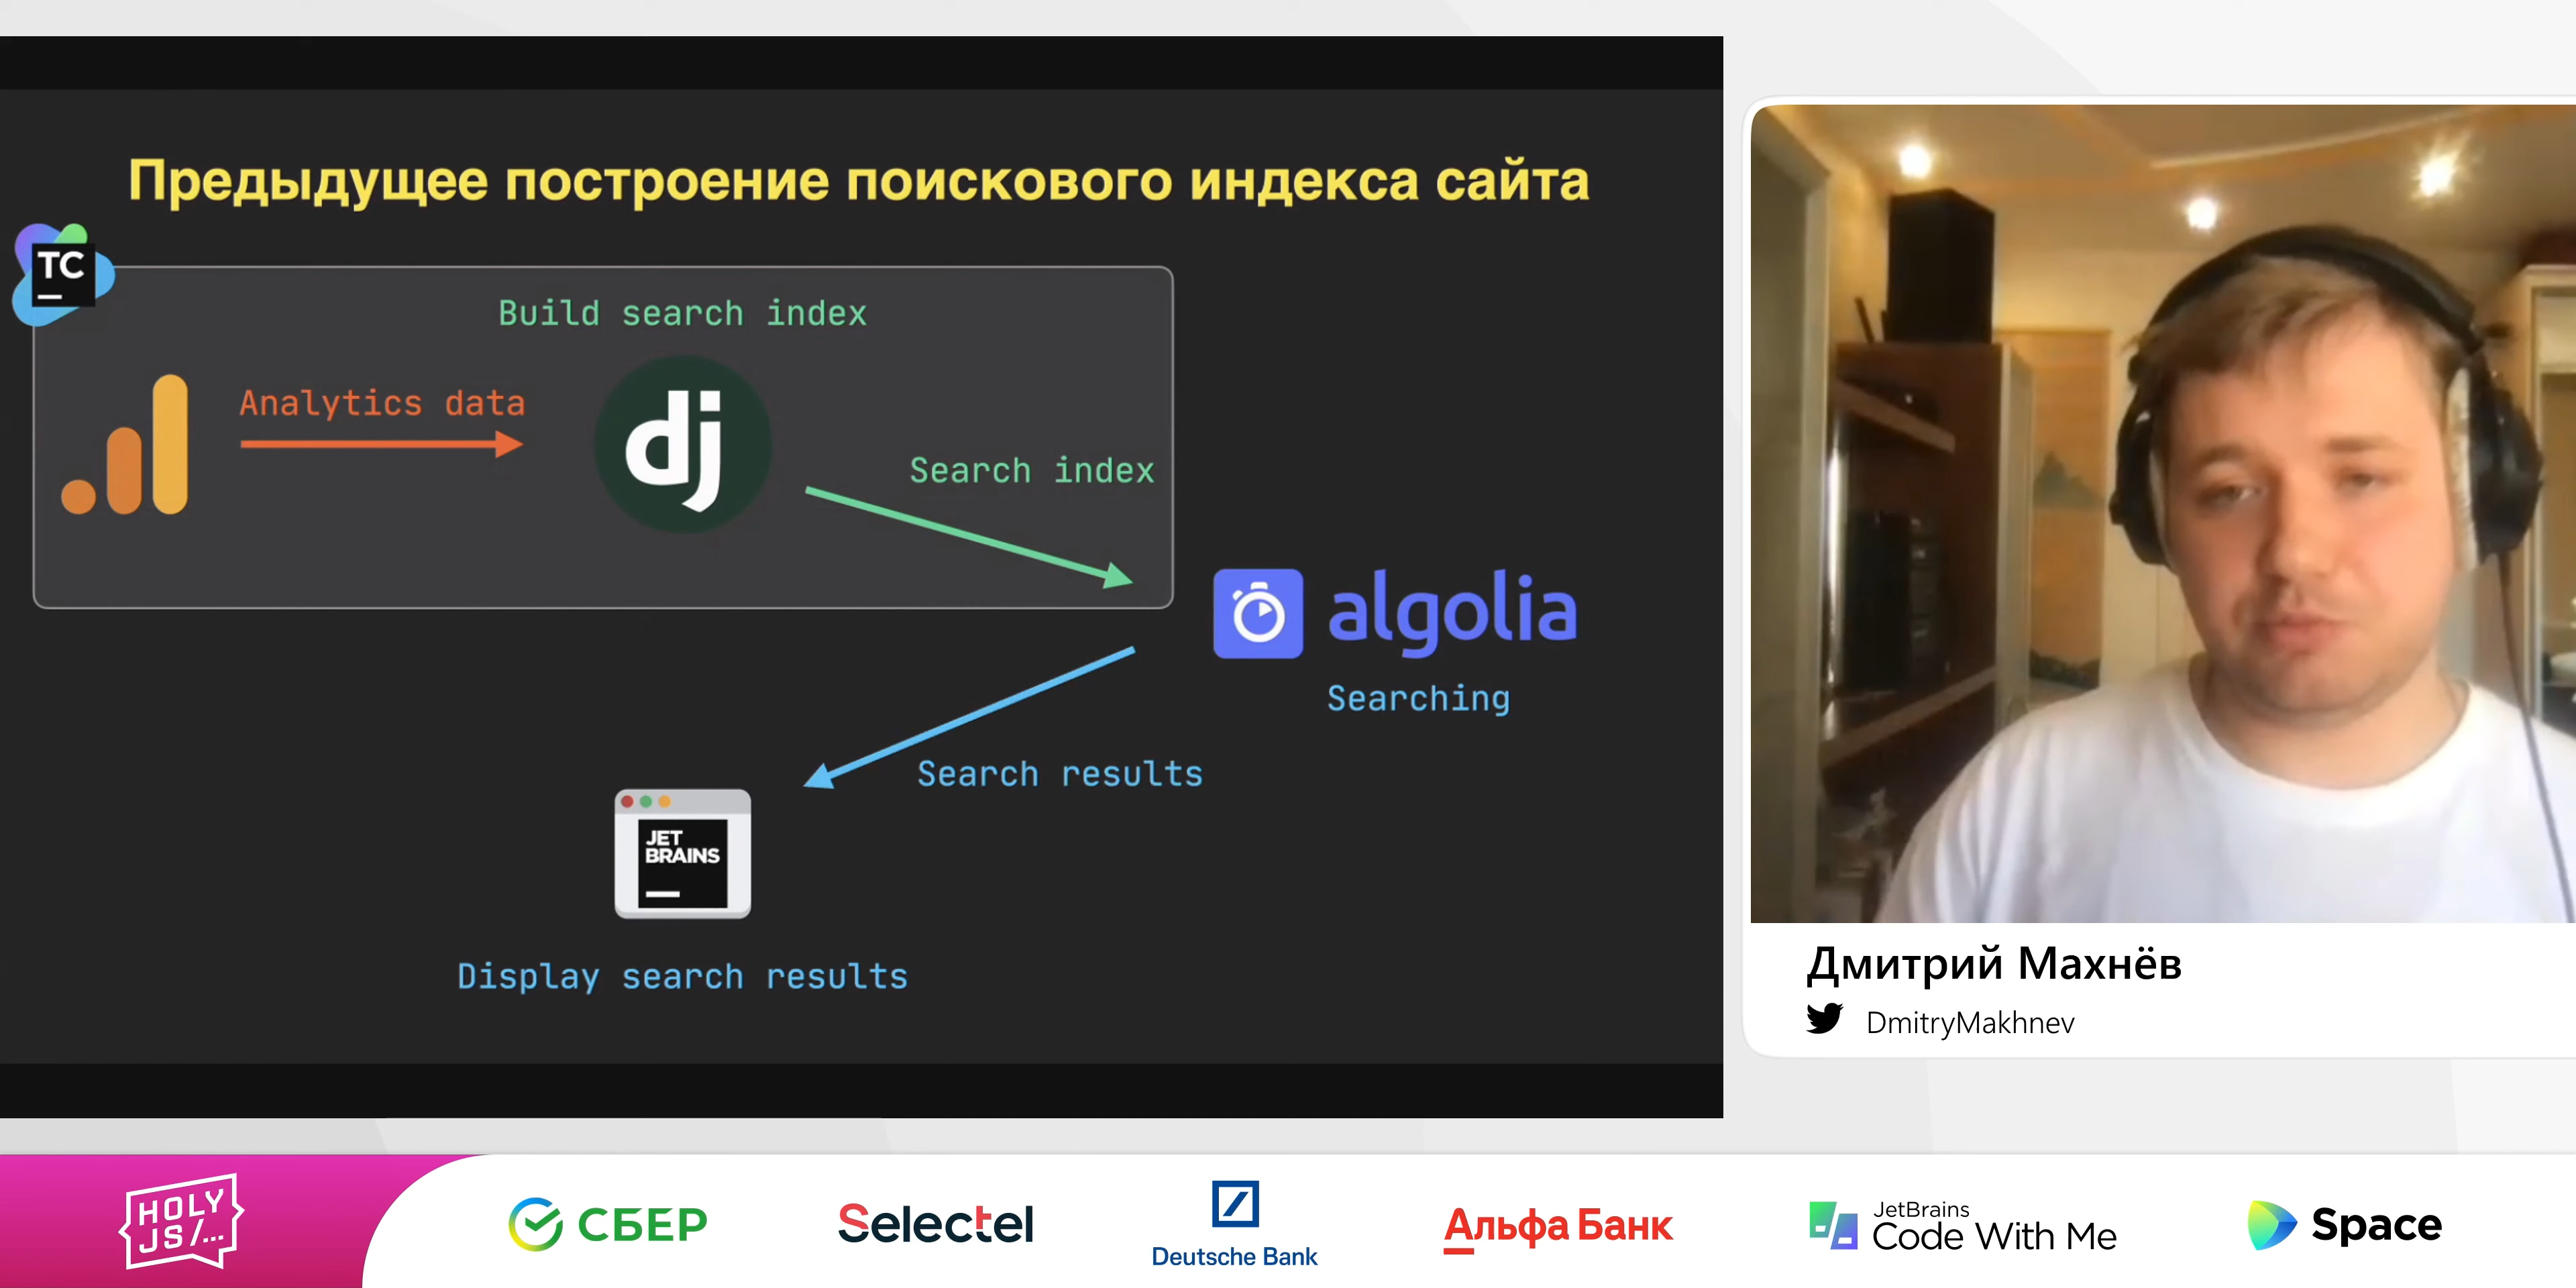 Предыдущее построение поискового индекса сайта
TC
Build search index
Analytics data
dj
Search index
algolia
Searching
Search results
JET
BRAINS
Display search results
Дмитрий Махнёв
DmitryMakhnev
HOLY
JS/...
СБЕР
Selectel
Deutsche Bank
Альфа Банк
JetBrains
Code With Me
Space